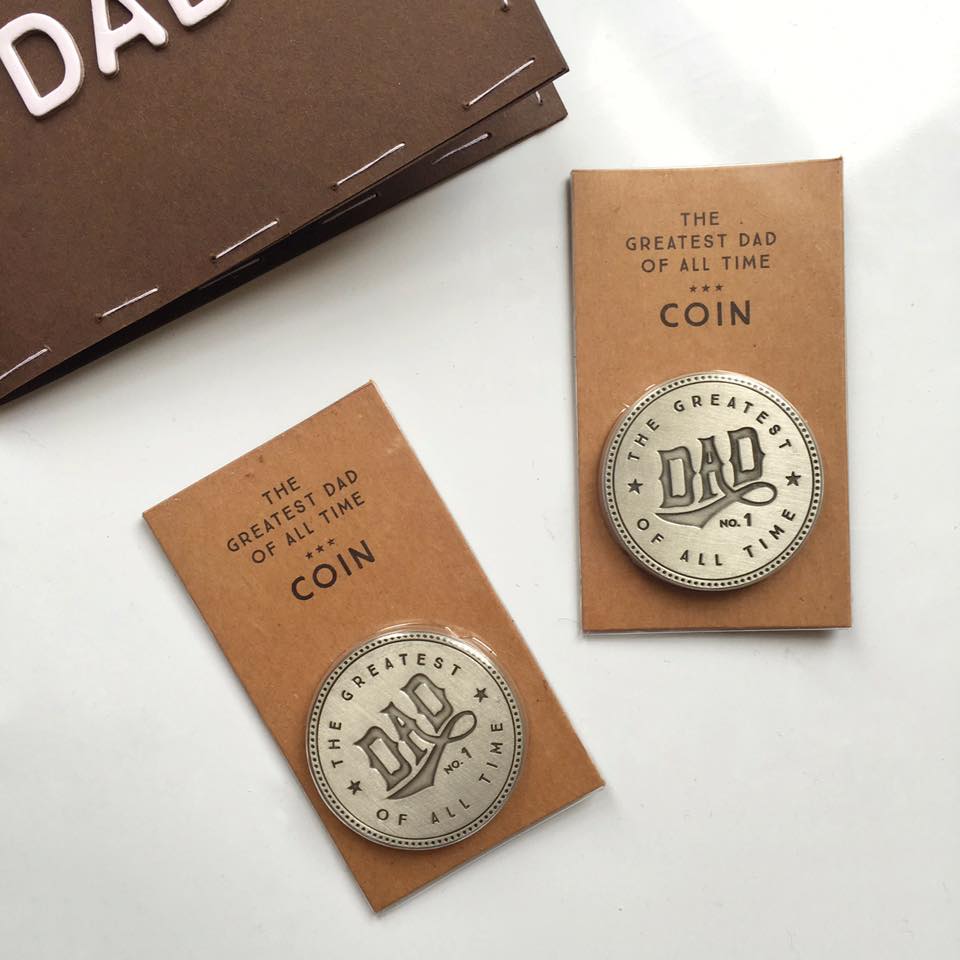 DAD
THE
GREATEST DAD
OF ALL TIME
COIN
THE GREATEST
DAD
NO. 1
OF ALL TIME
THE
GREATEST DAD
OF ALL TIME
COIN
THE GREATEST
DAD
NO. 1
OF ALL TIME